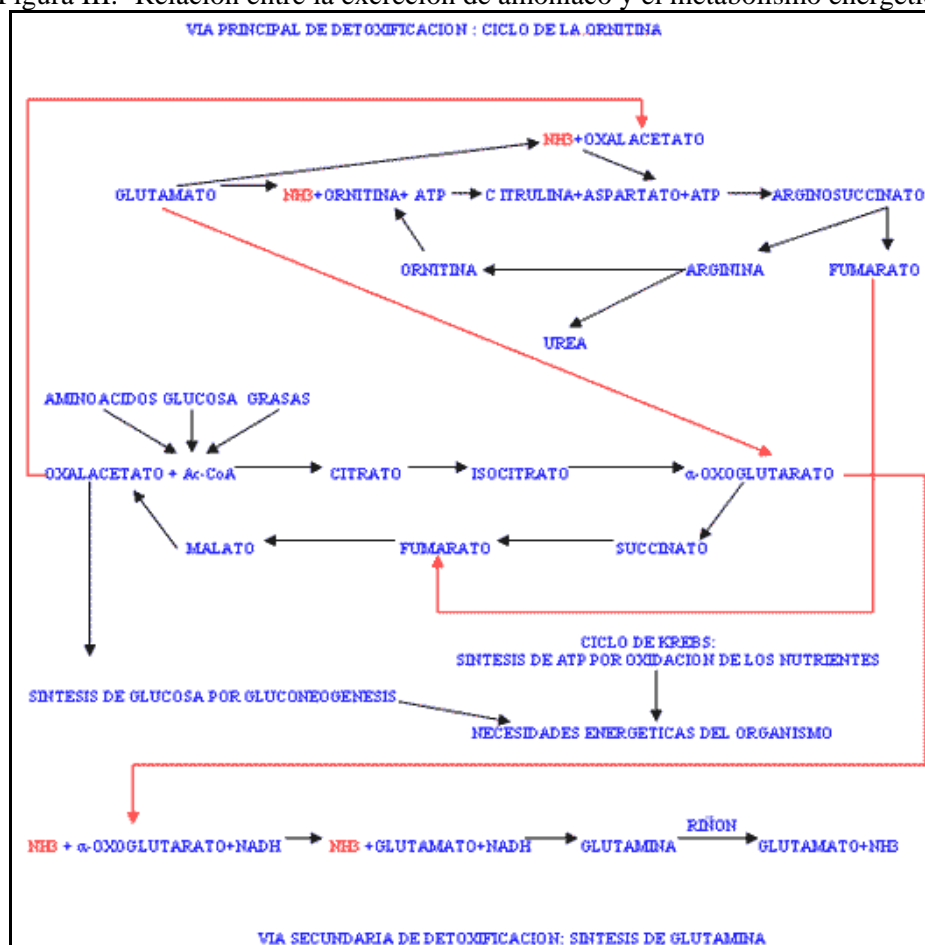 Figura III.- Relación entre la excreción de amoniaco y el metabolismo energétic
VIA PRINCIPAL DE DETOXIFICACION : CICLO DE LA ORNITINA
NH3+OXALACETATO
GLUTAMATO NH3+ORNITINA+ ATP CITRULINA+ASPARTATO+ATP ARGINOSUCCINATO
ORNITINA ARGININA FUMARATO
UREA
AMINOACIDOS GLUCOSA GRASAS
OXALACETATO + Ac-CoA CITRATO ISOCITRATO α-OXOGLUTARATO
MALATO FUMARATO SUCCINATO
CICLO DE KREBS:
SINTESIS DE ATP POR OXIDACION DE LOS NUTRIENTES
SINTESIS DE GLUCOSA POR GLUCONEOGENESIS
NECESIDADES ENERGETICAS DEL ORGANISMO
RIÑON
NH3 + α-OXOGLUTARATO+NADH NH3 +GLUTAMATO+NADH GLUTAMINA GLUTAMATO+NH3
VIA SECUNDARIA DE DETOXIFICACION: SINTESIS DE GLUTAMINA